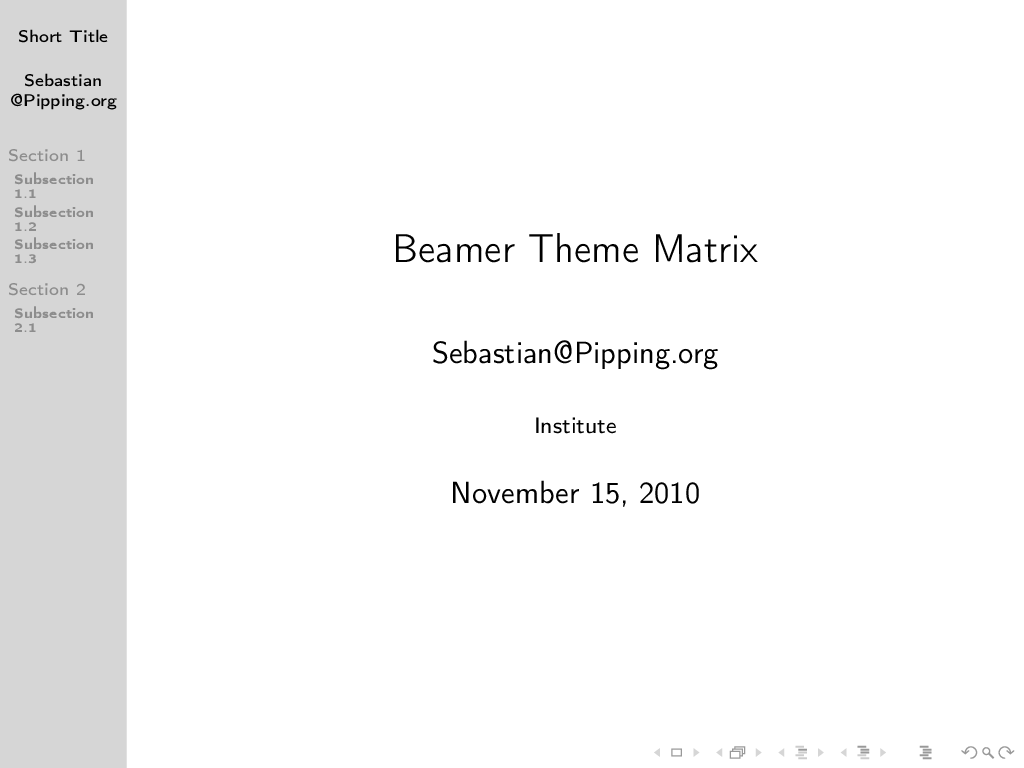 Short Title
Sebastian
@Pipping.org
Section 1
Subsection
1.1
Subsection
1.2
Subsection
1.3
Section 2
Subsection
2.1
Beamer Theme Matrix
Sebastian@Pipping.org
Institute
November 15, 2010